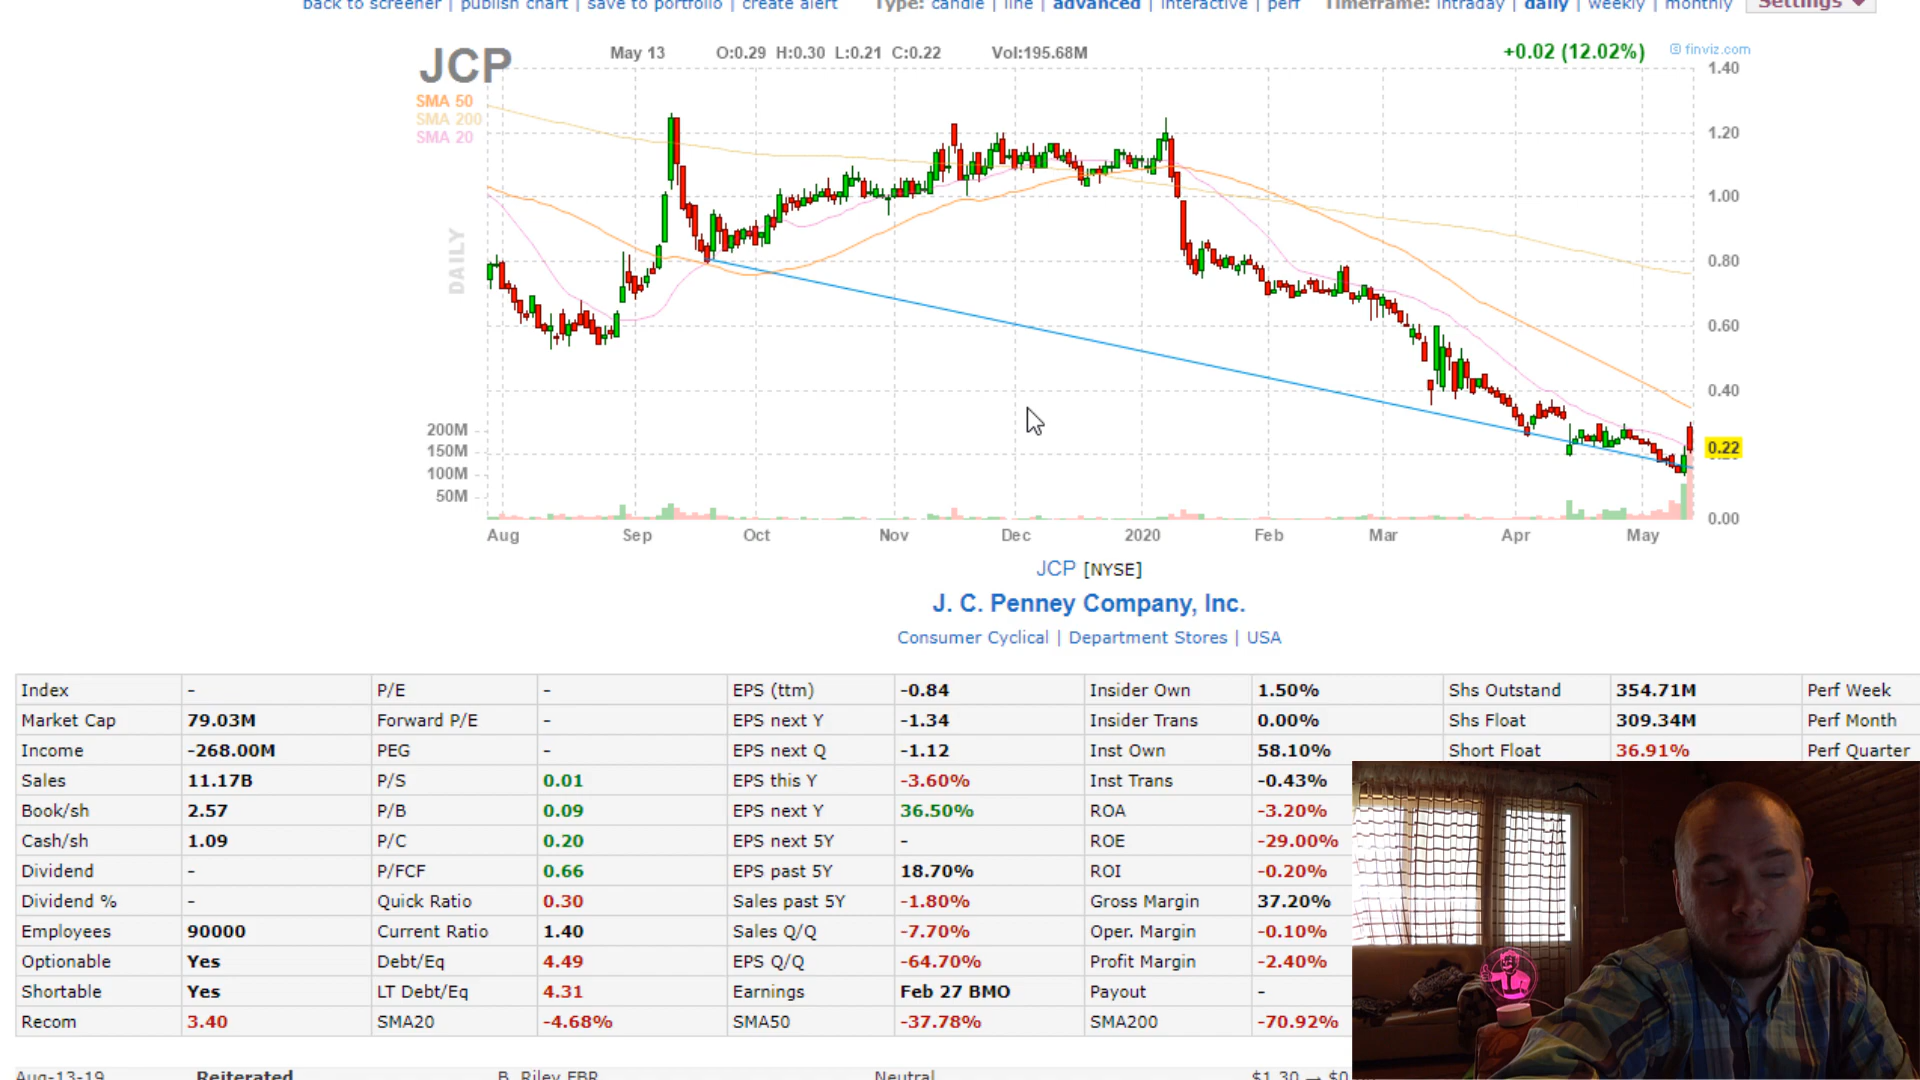 back to screener | publish chart | save to portfolio | create alert Type: candle | line | advanced | interactive | perf Timeframe: intraday | daily | weekly | monthly Settings
JCP May 13 O:0.29 H:0.30 L:0.21 C:0.22 Vol:195.68M +0.02 (12.02%) © finviz.com
SMA 50
SMA 200
SMA 20
DAILY
1.40
1.20
1.00
0.80
0.60
0.40
0.22
0.00
200M
150M
100M
50M
Aug Sep Oct Nov Dec 2020 Feb Mar Apr May
JCP [NYSE]
J. C. Penney Company, Inc.
Consumer Cyclical | Department Stores | USA
Index - P/E - EPS (ttm) -0.84 Insider Own 1.50% Shs Outstand 354.71M Perf Week
Market Cap 79.03M Forward P/E - EPS next Y -1.34 Insider Trans 0.00% Shs Float 309.34M Perf Month
Income -268.00M PEG - EPS next Q -1.12 Inst Own 58.10% Short Float 36.91% Perf Quarter
Sales 11.17B P/S 0.01 EPS this Y -3.60% Inst Trans -0.43%
Book/sh 2.57 P/B 0.09 EPS next Y 36.50% ROA -3.20%
Cash/sh 1.09 P/C 0.20 EPS next 5Y - ROE -29.00%
Dividend - P/FCF 0.66 EPS past 5Y 18.70% ROI -0.20%
Dividend % - Quick Ratio 0.30 Sales past 5Y -1.80% Gross Margin 37.20%
Employees 90000 Current Ratio 1.40 Sales Q/Q -7.70% Oper. Margin -0.10%
Optionable Yes Debt/Eq 4.49 EPS Q/Q -64.70% Profit Margin -2.40%
Shortable Yes LT Debt/Eq 4.31 Earnings Feb 27 BMO Payout -
Recom 3.40 SMA20 -4.68% SMA50 -37.78% SMA200 -70.92%
Aug-13-19 Reiterated B. Riley FBR Neutral $1.30 → $0